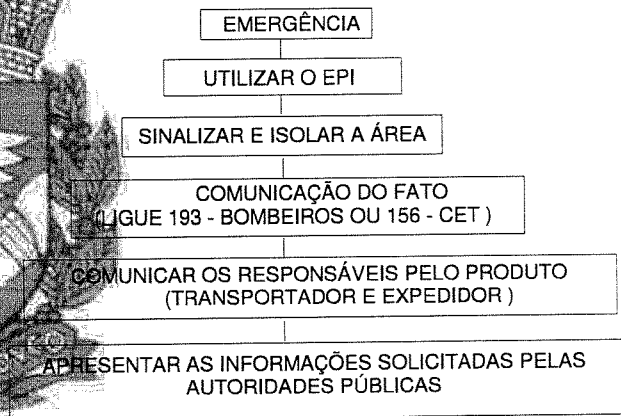 EMERGÊNCIA
UTILIZAR O EPI
SINALIZAR E ISOLAR A ÁREA
COMUNICAÇÃO DO FATO
(LIGUE 193 - BOMBEIROS OU 156 - CET )
COMUNICAR OS RESPONSÁVEIS PELO PRODUTO
(TRANSPORTADOR E EXPEDIDOR )
APRESENTAR AS INFORMAÇÕES SOLICITADAS PELAS
AUTORIDADES PÚBLICAS